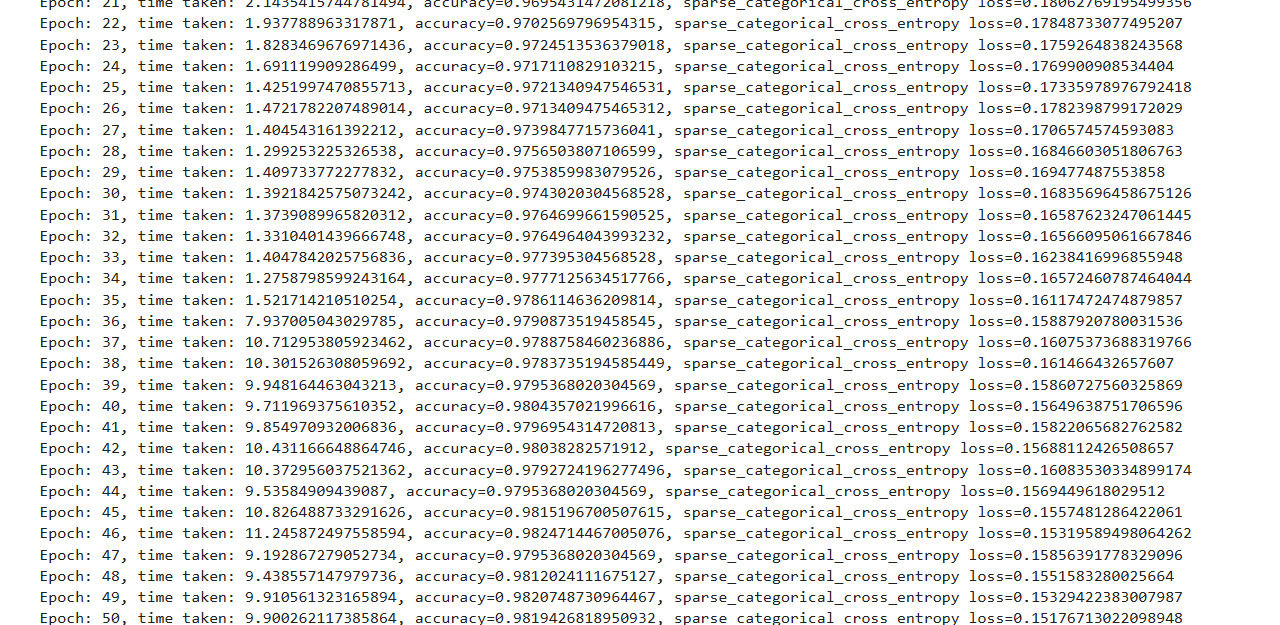 Epoch: 21, time taken: 2.1435415744781494, accuracy=0.9695431472081218, sparse_categorical_cross_entropy loss=0.18062769195499356
Epoch: 22, time taken: 1.937788963317871, accuracy=0.9702569796954315, sparse_categorical_cross_entropy loss=0.17848733077495207
Epoch: 23, time taken: 1.8283469676971436, accuracy=0.9724513536379018, sparse_categorical_cross_entropy loss=0.1759264838243568
Epoch: 24, time taken: 1.691119909286499, accuracy=0.9717110829103215, sparse_categorical_cross_entropy loss=0.1769900908534404
Epoch: 25, time taken: 1.4251997470855713, accuracy=0.9721340947546531, sparse_categorical_cross_entropy loss=0.17335978976792418
Epoch: 26, time taken: 1.4721782207489014, accuracy=0.9713409475465312, sparse_categorical_cross_entropy loss=0.1782398799172029
Epoch: 27, time taken: 1.404543161392212, accuracy=0.9739847715736041, sparse_categorical_cross_entropy loss=0.1706574574593083
Epoch: 28, time taken: 1.299253225326538, accuracy=0.9756503807106599, sparse_categorical_cross_entropy loss=0.16846603051806763
Epoch: 29, time taken: 1.409733772277832, accuracy=0.9753859983079526, sparse_categorical_cross_entropy loss=0.169477487553858
Epoch: 30, time taken: 1.3921842575073242, accuracy=0.9743020304568528, sparse_categorical_cross_entropy loss=0.16835696458675126
Epoch: 31, time taken: 1.3739089965820312, accuracy=0.9764699661590525, sparse_categorical_cross_entropy loss=0.16587623247061445
Epoch: 32, time taken: 1.3310401439666748, accuracy=0.9764964043993232, sparse_categorical_cross_entropy loss=0.16566095061667846
Epoch: 33, time taken: 1.4047842025756836, accuracy=0.977395304568528, sparse_categorical_cross_entropy loss=0.16238416996855948
Epoch: 34, time taken: 1.2758798599243164, accuracy=0.9777125634517766, sparse_categorical_cross_entropy loss=0.16572460787464044
Epoch: 35, time taken: 1.521714210510254, accuracy=0.9786114636209814, sparse_categorical_cross_entropy loss=0.16117472474879857
Epoch: 36, time taken: 7.937005043029785, accuracy=0.9790873519458545, sparse_categorical_cross_entropy loss=0.15887920780031536
Epoch: 37, time taken: 10.712953805923462, accuracy=0.9788758460236886, sparse_categorical_cross_entropy loss=0.16075373688319766
Epoch: 38, time taken: 10.301526308059692, accuracy=0.9783735194585449, sparse_categorical_cross_entropy loss=0.161466432657607
Epoch: 39, time taken: 9.948164463043213, accuracy=0.9795368020304569, sparse_categorical_cross_entropy loss=0.15860727560325869
Epoch: 40, time taken: 9.711969375610352, accuracy=0.9804357021996616, sparse_categorical_cross_entropy loss=0.15649638751706596
Epoch: 41, time taken: 9.854970932006836, accuracy=0.9796954314720813, sparse_categorical_cross_entropy loss=0.15822065682762582
Epoch: 42, time taken: 10.431166648864746, accuracy=0.98038282571912, sparse_categorical_cross_entropy loss=0.15688112426508657
Epoch: 43, time taken: 10.372956037521362, accuracy=0.9792724196277496, sparse_categorical_cross_entropy loss=0.16083530334899174
Epoch: 44, time taken: 9.53584909439087, accuracy=0.9795368020304569, sparse_categorical_cross_entropy loss=0.1569449618029512
Epoch: 45, time taken: 10.826488733291626, accuracy=0.9815196700507615, sparse_categorical_cross_entropy loss=0.1557481286422061
Epoch: 46, time taken: 11.245872497558594, accuracy=0.9824714467005076, sparse_categorical_cross_entropy loss=0.15319589498064262
Epoch: 47, time taken: 9.192867279052734, accuracy=0.9795368020304569, sparse_categorical_cross_entropy loss=0.15856391778329096
Epoch: 48, time taken: 9.438557147979736, accuracy=0.9812024111675127, sparse_categorical_cross_entropy loss=0.1551583280025664
Epoch: 49, time taken: 9.910561323165894, accuracy=0.9820748730964467, sparse_categorical_cross_entropy loss=0.15329422383007987
Epoch: 50, time taken: 9.900262117385864, accuracy=0.9819426818950932, sparse_categorical_cross_entropy loss=0.15176713022098948